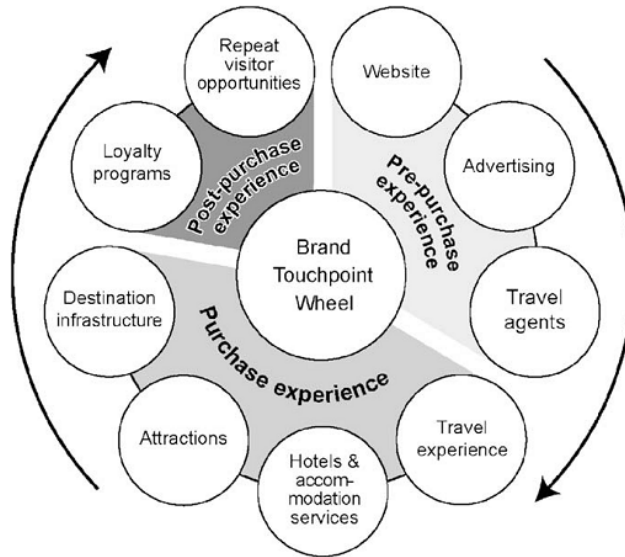 Repeat
visitor
opportunities
Website
Loyalty
programs
Post-purchase
experience
Pre-purchase
experience
Advertising
Brand
Touchpoint
Wheel
Destination
infrastructure
Travel
agents
Purchase experience
Attractions
Travel
experience
Hotels &
accom-
modation
services